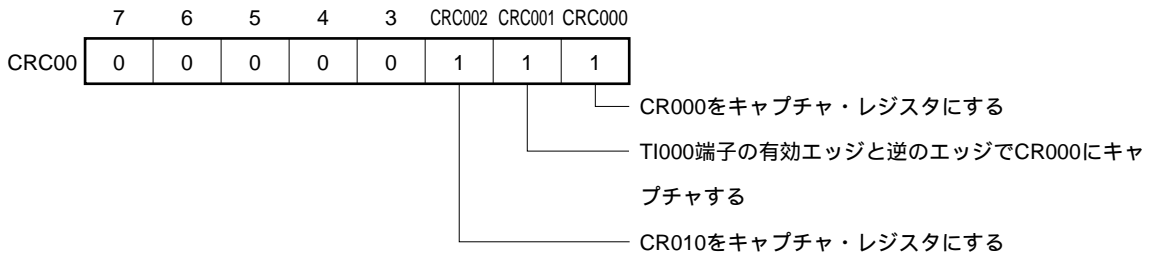 7 6 5 4 3 CRC002 CRC001 CRC000
CRC00 0 0 0 0 0 1 1 1
CR000をキャプチャ・レジスタにする
TI000端子の有効エッジと逆のエッジでCR000にキャ
プチャする
CR010をキャプチャ・レジスタにする